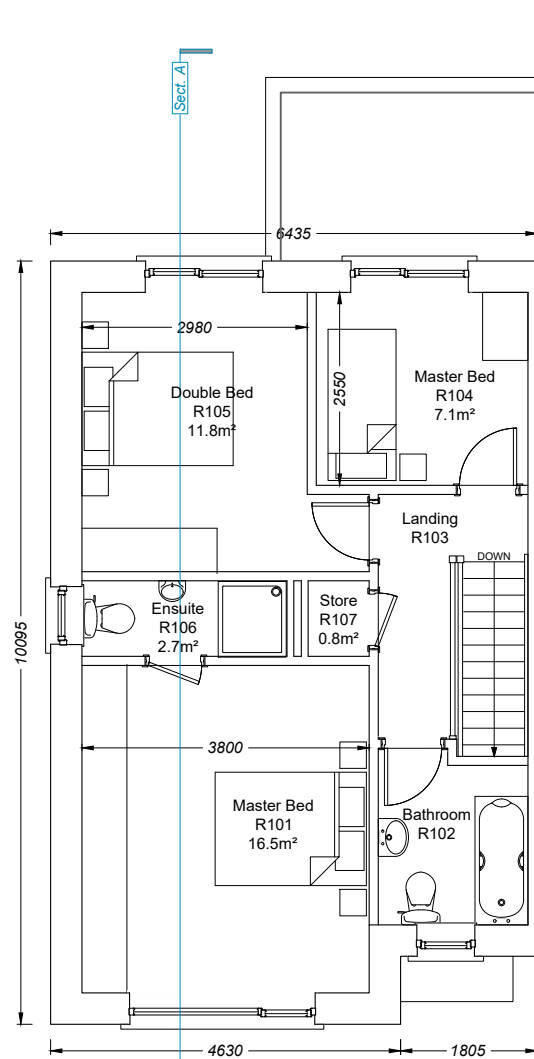 Sect. A
6435
2980
Double Bed
R105
11.8m²
2550
Master Bed
R104
7.1m²
Landing
R103
DOWN
Ensuite
R106
2.7m²
Store
R107
0.8m²
10095
3800
Master Bed
R101
16.5m²
Bathroom
R102
4630
1805